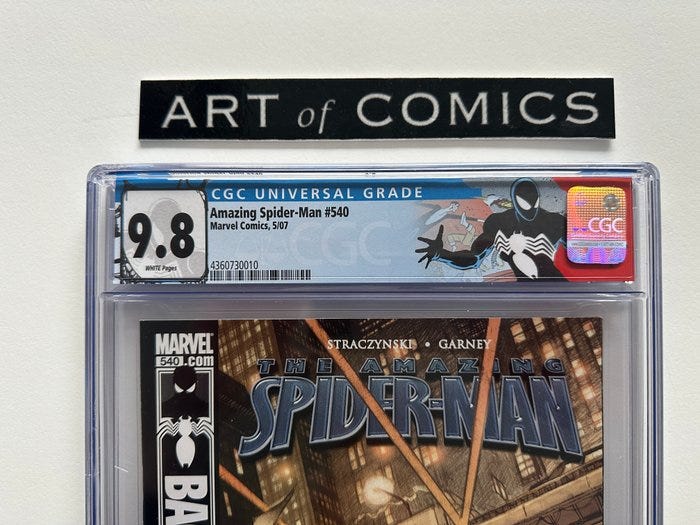 ART of COMICS
CGC UNIVERSAL GRADE
9.8
WHITE Pages
Amazing Spider-Man #540
Marvel Comics, 5/07
4360730010
CGC
MARVEL
540 .com
STRACZYNSKI • GARNEY
THE AMAZING
SPIDER-MAN
BA